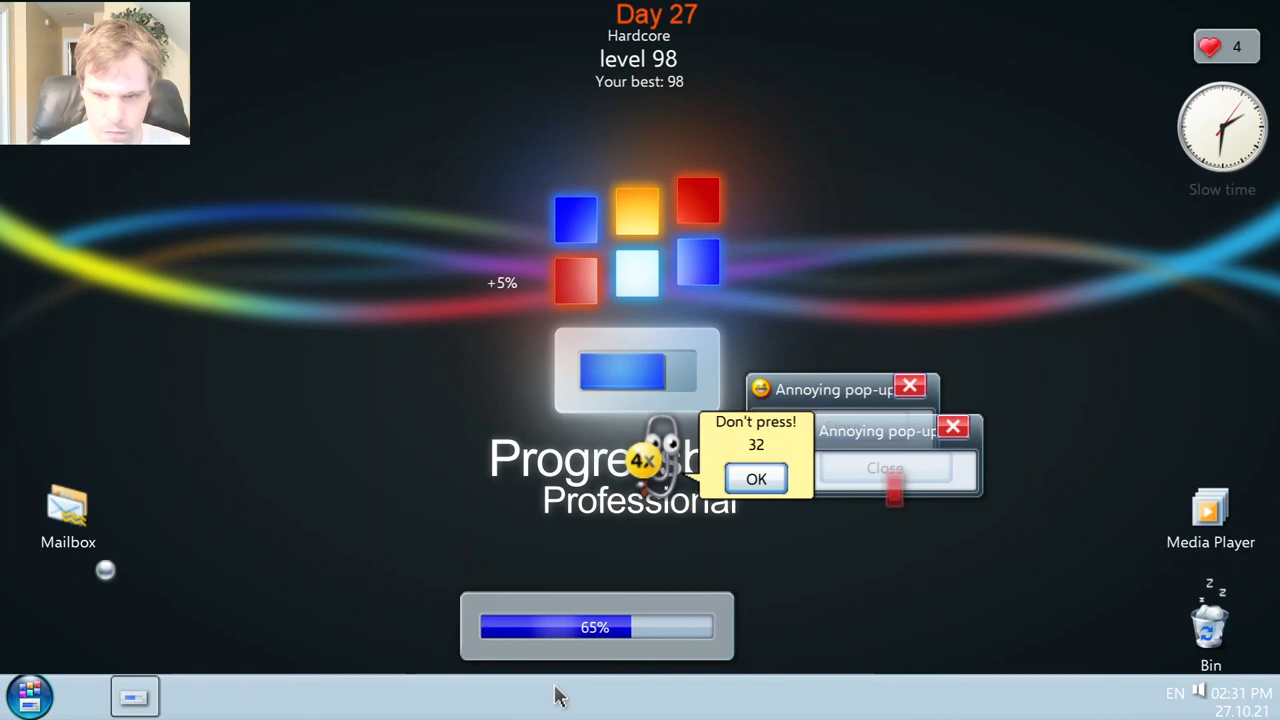 Day 27
Hardcore
level 98
Your best: 98
4
Slow time
+5%
Annoying pop-up
Annoying pop-up
Close
Don't press!
32
OK
4x
Professional
Mailbox
Media Player
z
z
z
Bin
65%
EN 02:31 PM
27.10.21